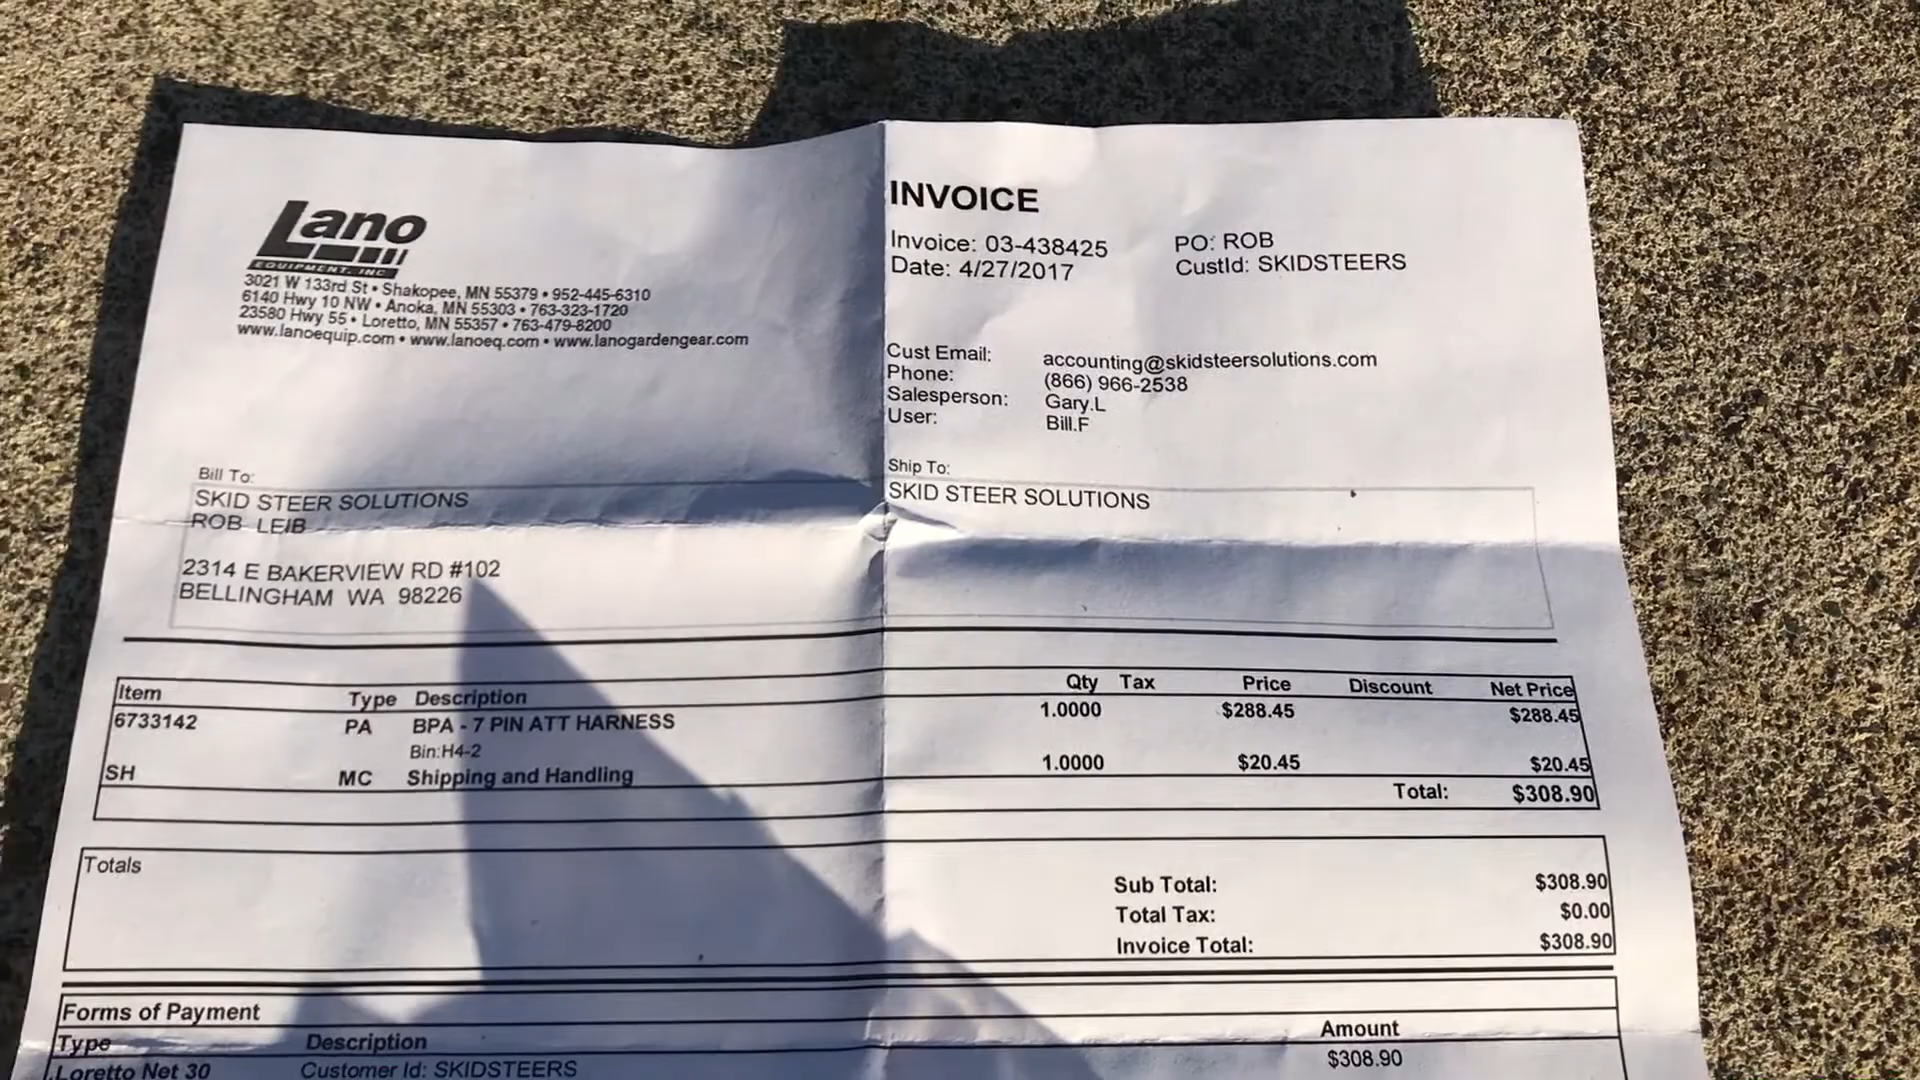 Lano
EQUIPMENT, INC
3021 W 133rd St • Shakopee, MN 55379 • 952-445-6310
6140 Hwy 10 NW • Anoka, MN 55303 • 763-323-1720
23580 Hwy 55 • Loretto, MN 55357 • 763-479-8200
www.lanoequip.com • www.lanoeq.com • www.lanogardengear.com
INVOICE
Invoice: 03-438425 PO: ROB
Date: 4/27/2017 CustId: SKIDSTEERS
Cust Email: accounting@skidsteersolutions.com
Phone: (866) 966-2538
Salesperson: Gary.L
User: Bill.F
Bill To:
SKID STEER SOLUTIONS
ROB LEIB
2314 E BAKERVIEW RD #102
BELLINGHAM WA 98226
Ship To:
SKID STEER SOLUTIONS
Item Type Description Qty Tax Price Discount Net Price
6733142 PA BPA - 7 PIN ATT HARNESS 1.0000 $288.45 $288.45
Bin:H4-2
SH MC Shipping and Handling 1.0000 $20.45 $20.45
Total: $308.90
Totals
Sub Total: $308.90
Total Tax: $0.00
Invoice Total: $308.90
Forms of Payment
Type Description Amount
Loretto Net 30 Customer Id: SKIDSTEERS $308.90